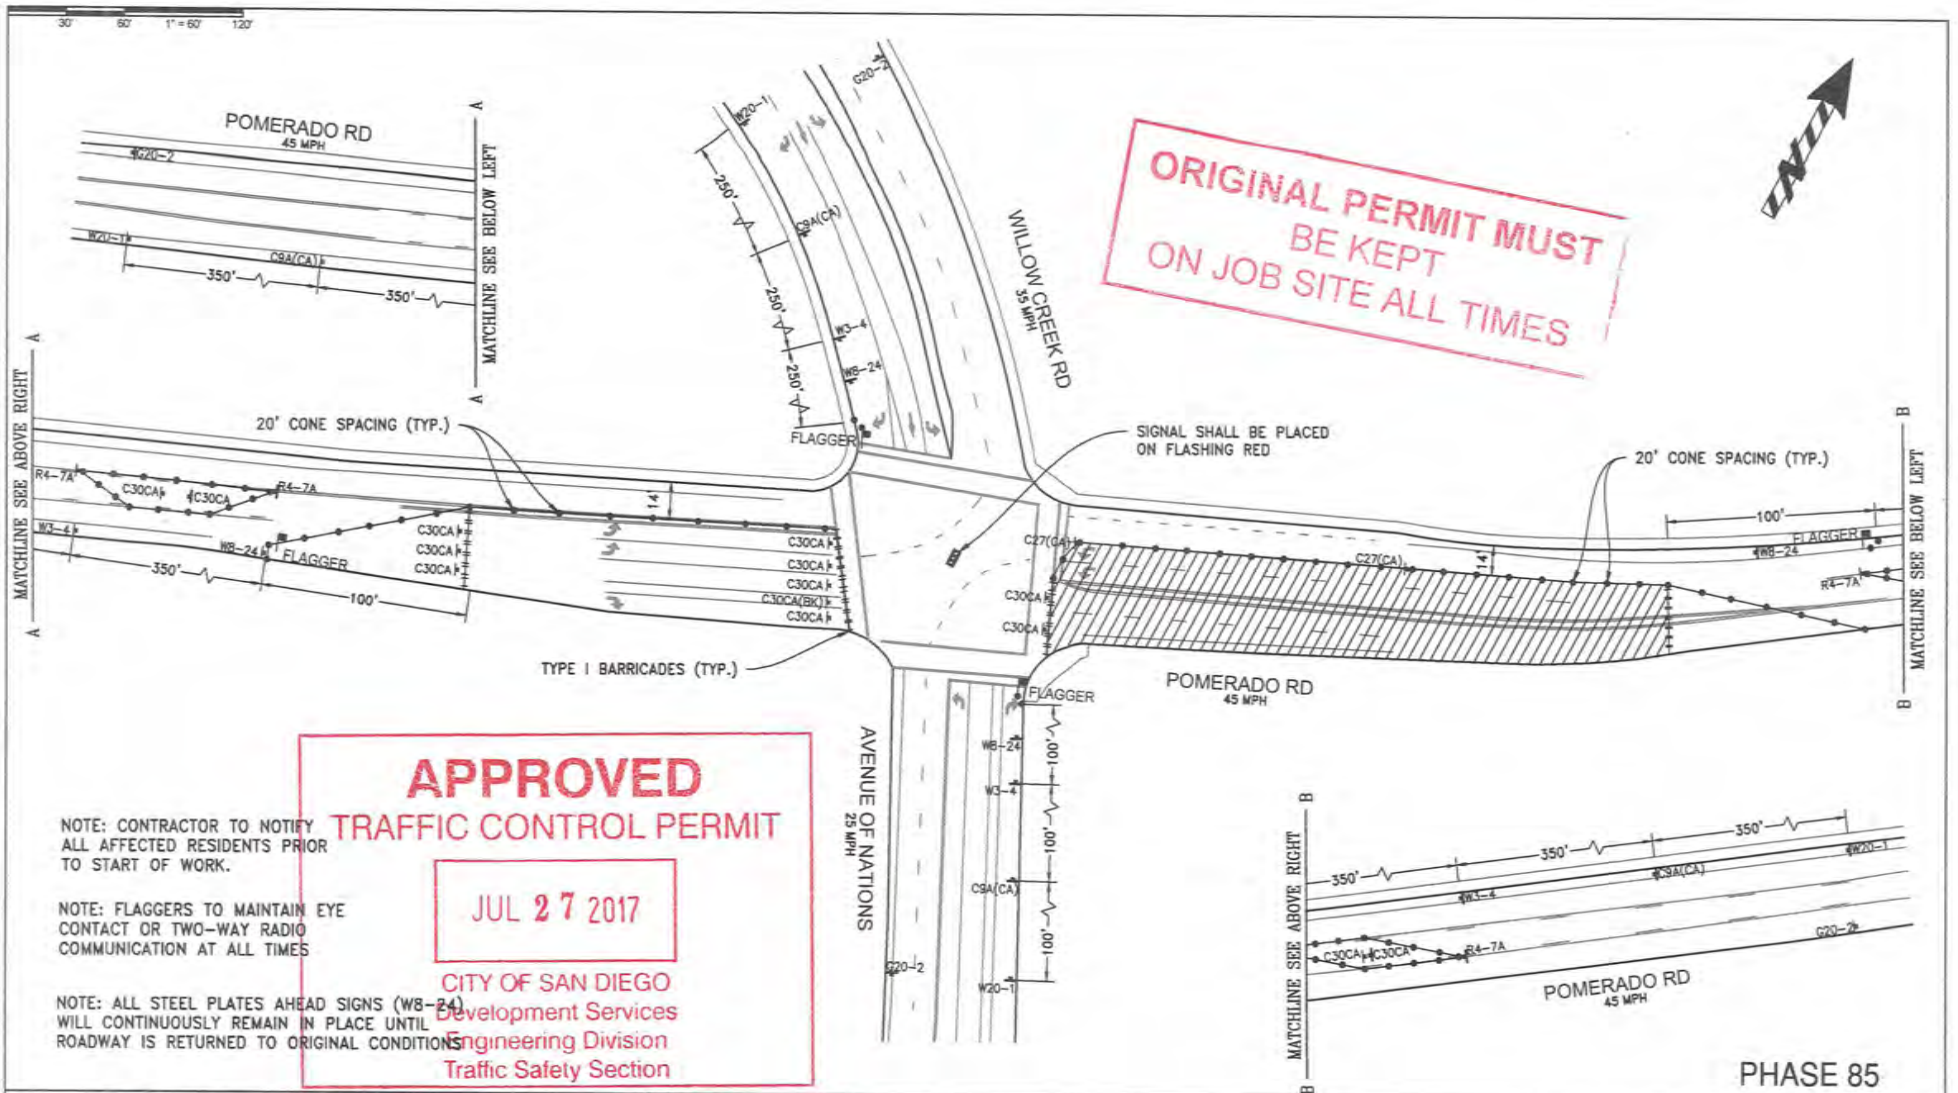 30'
60'
1" = 60'
120'
POMERADO RD
45 MPH
G20-2
W20-1
C9A(CA)
350'
350'
A
MATCHLINE SEE BELOW LEFT
A
W20-1
G20-2
250'
C9A(CA)
250'
W3-4
W8-24
250'
FLAGGER
WILLOW CREEK RD
35 MPH
ORIGINAL PERMIT MUST
BE KEPT
ON JOB SITE ALL TIMES
N
A
MATCHLINE SEE ABOVE RIGHT
A
20' CONE SPACING (TYP.)
R4-7A
C30CA
C30CA
R4-7A
W3-4
W8-24
FLAGGER
350'
100'
C30CA
C30CA
C30CA
14'
C30CA
C30CA
C30CA
C30CA(BK)
C30CA
TYPE I BARRICADES (TYP.)
SIGNAL SHALL BE PLACED
ON FLASHING RED
20' CONE SPACING (TYP.)
C27(CA)
C27(CA)
14'
C30CA
C30CA
100'
FLAGGER
W8-24
R4-7A
B
MATCHLINE SEE BELOW LEFT
B
POMERADO RD
45 MPH
FLAGGER
W8-24
100'
W3-4
100'
C9A(CA)
100'
W20-1
G20-2
AVENUE OF NATIONS
25 MPH
APPROVED
TRAFFIC CONTROL PERMIT
JUL 27 2017
CITY OF SAN DIEGO
Development Services
Engineering Division
Traffic Safety Section
NOTE: CONTRACTOR TO NOTIFY
ALL AFFECTED RESIDENTS PRIOR
TO START OF WORK.
NOTE: FLAGGERS TO MAINTAIN EYE
CONTACT OR TWO-WAY RADIO
COMMUNICATION AT ALL TIMES
NOTE: ALL STEEL PLATES AHEAD SIGNS (W8-24)
WILL CONTINUOUSLY REMAIN IN PLACE UNTIL
ROADWAY IS RETURNED TO ORIGINAL CONDITIONS
B
MATCHLINE SEE ABOVE RIGHT
B
350'
350'
350'
W3-4
C9A(CA)
W20-1
C30CA
C30CA
R4-7A
G20-2
POMERADO RD
45 MPH
PHASE 85